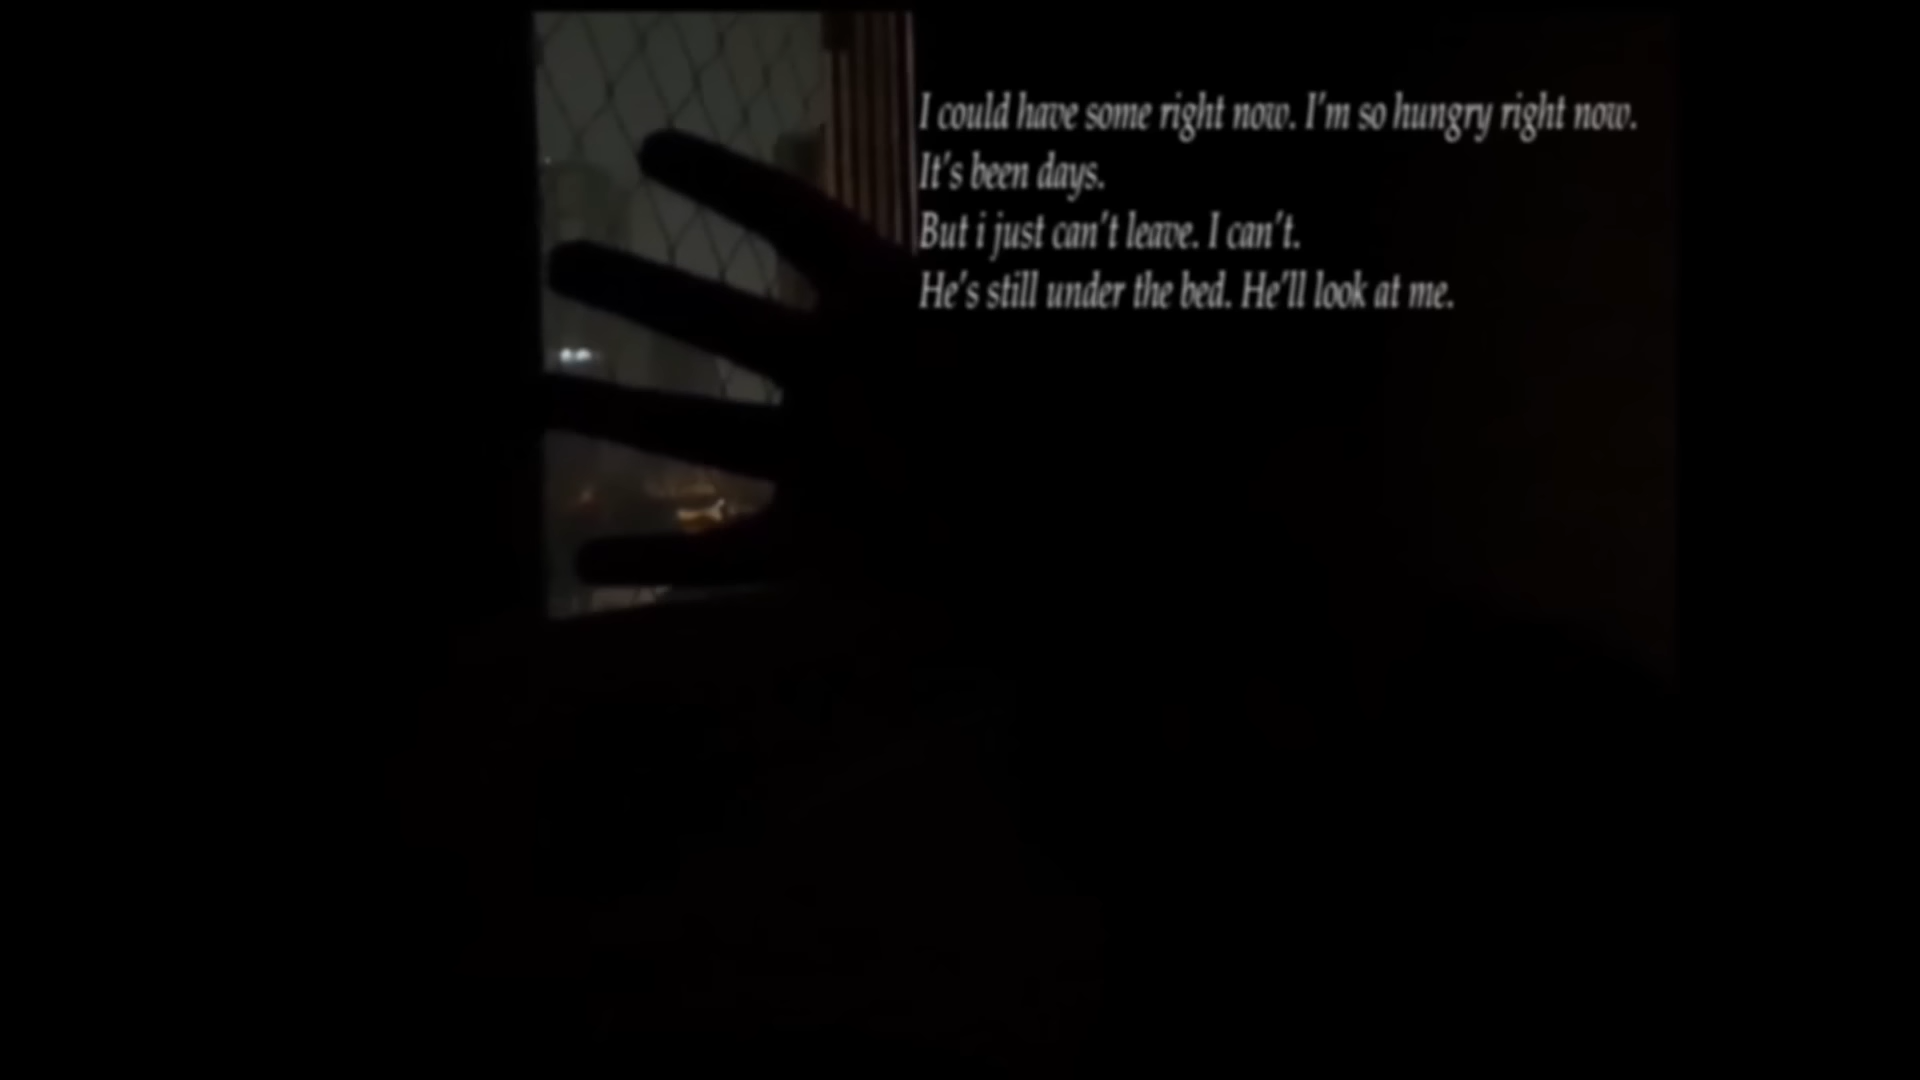 I could have some right now. I'm so hungry right now.
It's been days.
But i just can't leave. I can't.
He's still under the bed. He'll look at me.